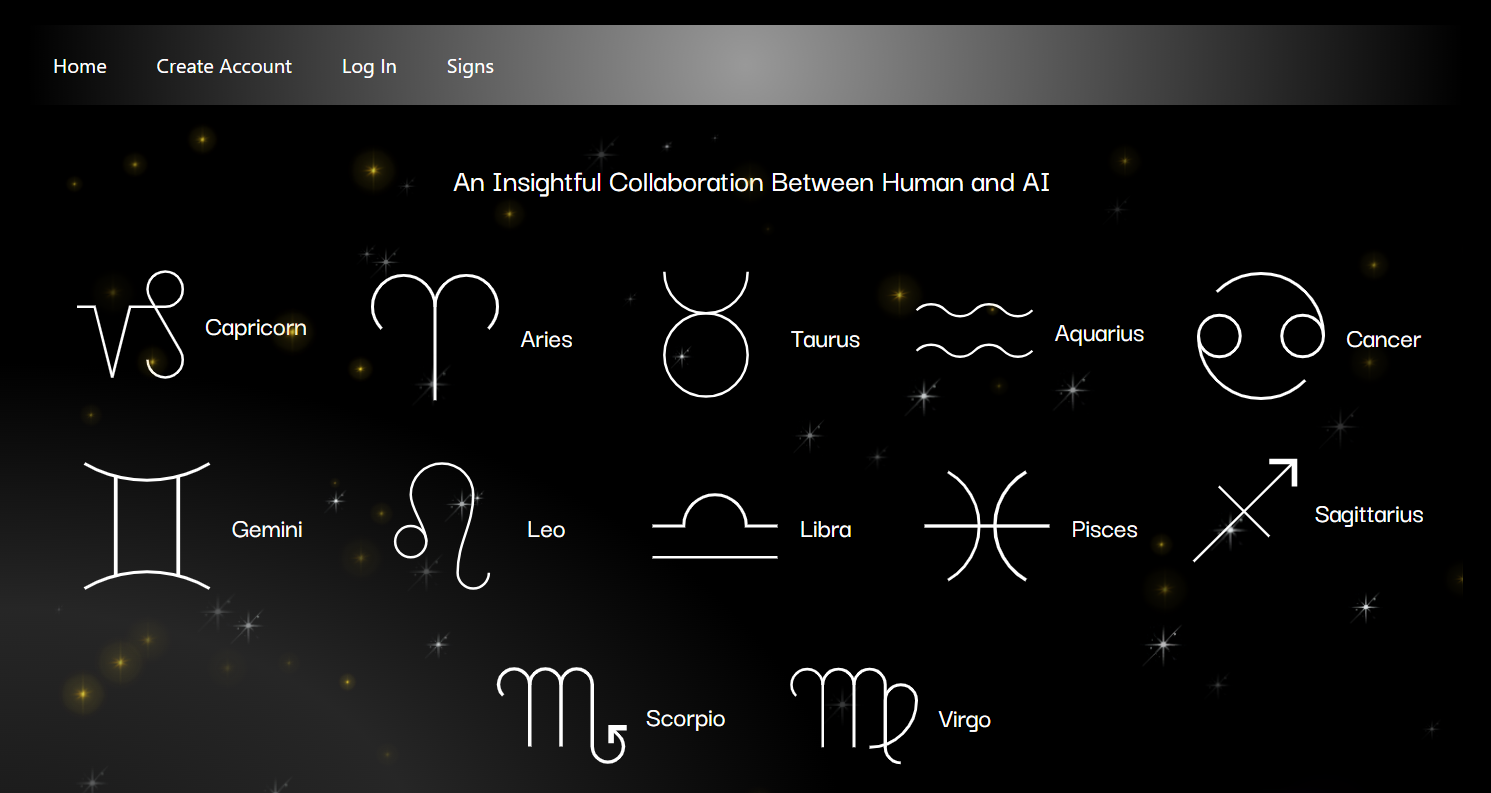 Home Create Account Log In Signs
An Insightful Collaboration Between Human and AI
Capricorn Aries Taurus Aquarius Cancer
Gemini Leo Libra Pisces Sagittarius
Scorpio Virgo